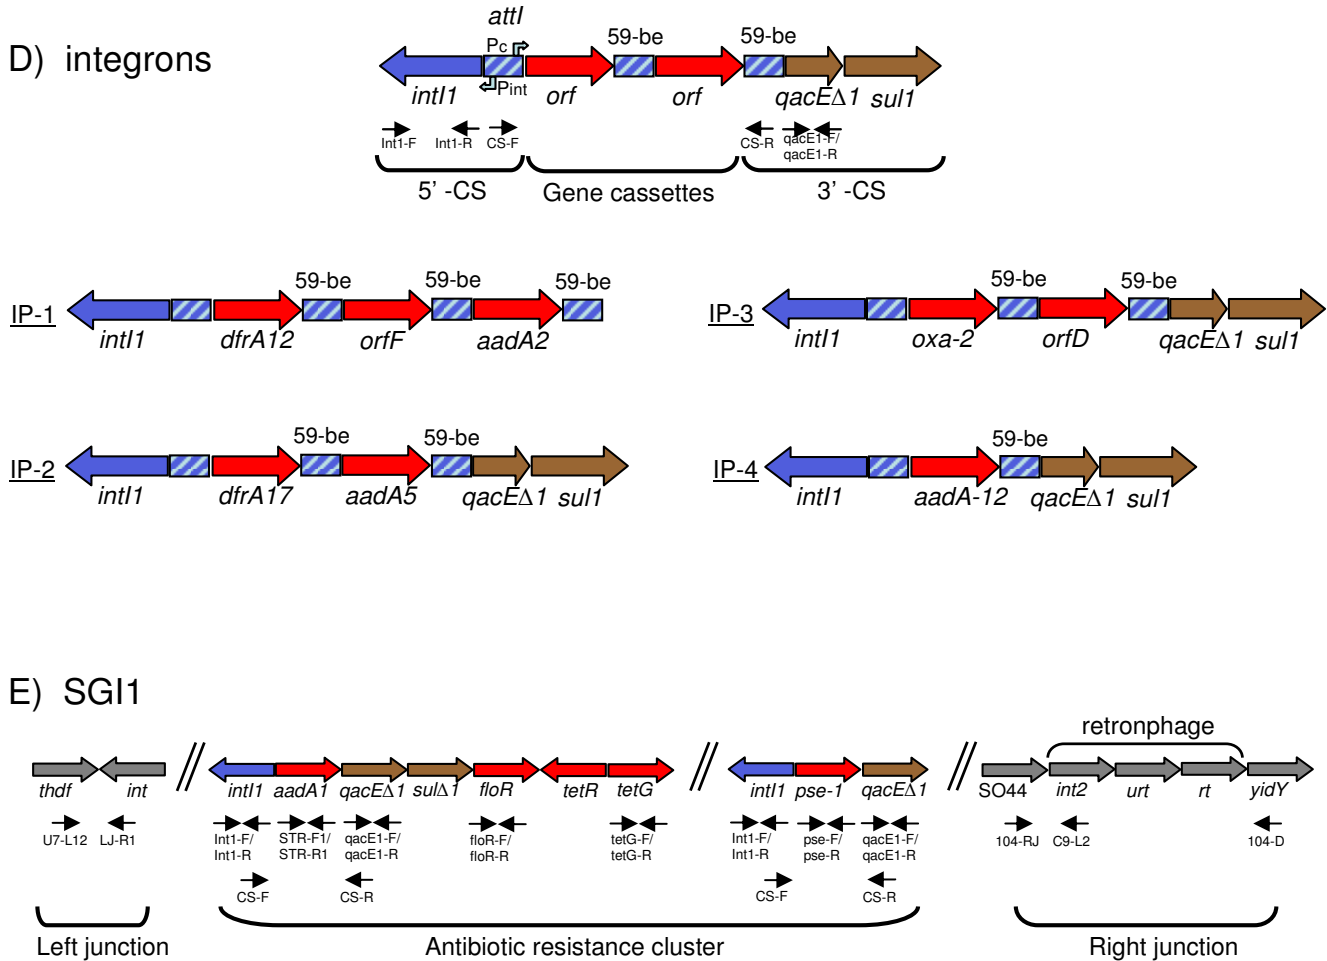 D) integrons
attI
Pc
59-be 59-be
Pint
intI1 orf orf qacEΔ1 sul1
Int1-F Int1-R CS-F CS-R qacE1-F/
qacE1-R
5’ -CS Gene cassettes 3’ -CS
59-be 59-be 59-be
IP-1
intI1 dfrA12 orfF aadA2
59-be 59-be
IP-3
intI1 oxa-2 orfD qacEΔ1 sul1
59-be 59-be
IP-2
intI1 dfrA17 aadA5 qacEΔ1 sul1
59-be
IP-4
intI1 aadA-12 qacEΔ1 sul1
E) SGI1
retronphage
thdf int intI1 aadA1 qacEΔ1 sulΔ1 floR tetR tetG intI1 pse-1 qacEΔ1 SO44 int2 urt rt yidY
U7-L12 LJ-R1 Int1-F/ STR-F1/ qacE1-F/ floR-F/ tetG-F/ Int1-F/ pse-F/ qacE1-F/ 104-RJ C9-L2 104-D
Int1-R STR-R1 qacE1-R floR-R tetG-R Int1-R pse-R qacE1-R
CS-F CS-R CS-F CS-R
Left junction Antibiotic resistance cluster Right junction